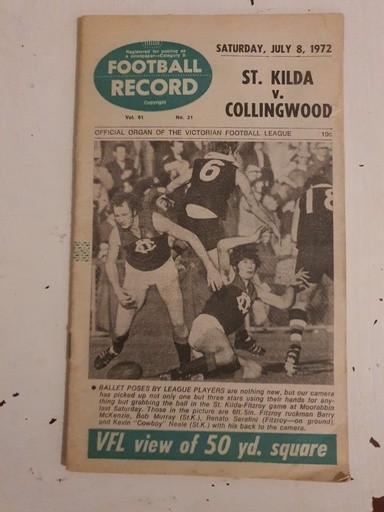 Registered for posting as
a newspaper—Category B
FOOTBALL
RECORD
Copyright
Vol. 61 No. 21
SATURDAY, JULY 8, 1972
ST. KILDA
v.
COLLINGWOOD
OFFICIAL ORGAN OF THE VICTORIAN FOOTBALL LEAGUE 10c
6
18
● BALLET POSES BY LEAGUE PLAYERS are nothing new, but our camera
has picked up not only one but three stars using their hands for any-
thing but grabbing the ball in the St. Kilda-Fitzroy game at Moorabbin
last Saturday. Those in the picture are 6ft. 5in. Fitzroy ruckman Barry
McKenzie, Bob Murray (St.K.), Renato Serafini (Fitzroy—on ground),
and Kevin "Cowboy" Neale (St.K.) with his back to the camera.
VFL view of 50 yd. square